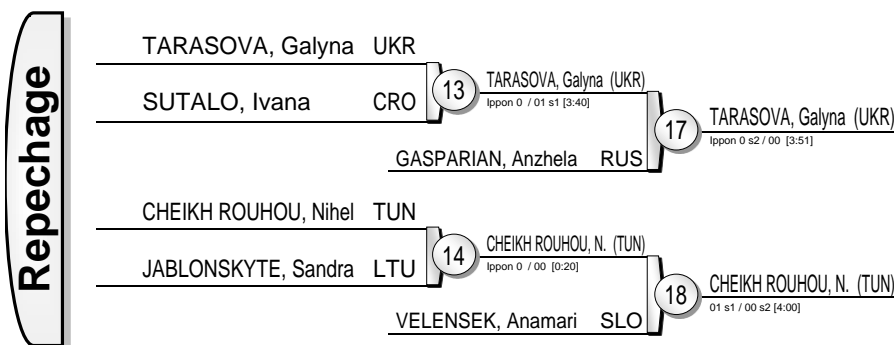 Repechage
TARASOVA, Galyna UKR
SUTALO, Ivana CRO
13
TARASOVA, Galyna (UKR)
Ippon 0 / 01 s1 [3:40]
GASPARIAN, Anzhela RUS
17
TARASOVA, Galyna (UKR)
Ippon 0 s2 / 00 [3:51]
CHEIKH ROUHOU, Nihel TUN
JABLONSKYTE, Sandra LTU
14
CHEIKH ROUHOU, N. (TUN)
Ippon 0 / 00 [0:20]
VELENSEK, Anamari SLO
18
CHEIKH ROUHOU, N. (TUN)
01 s1 / 00 s2 [4:00]